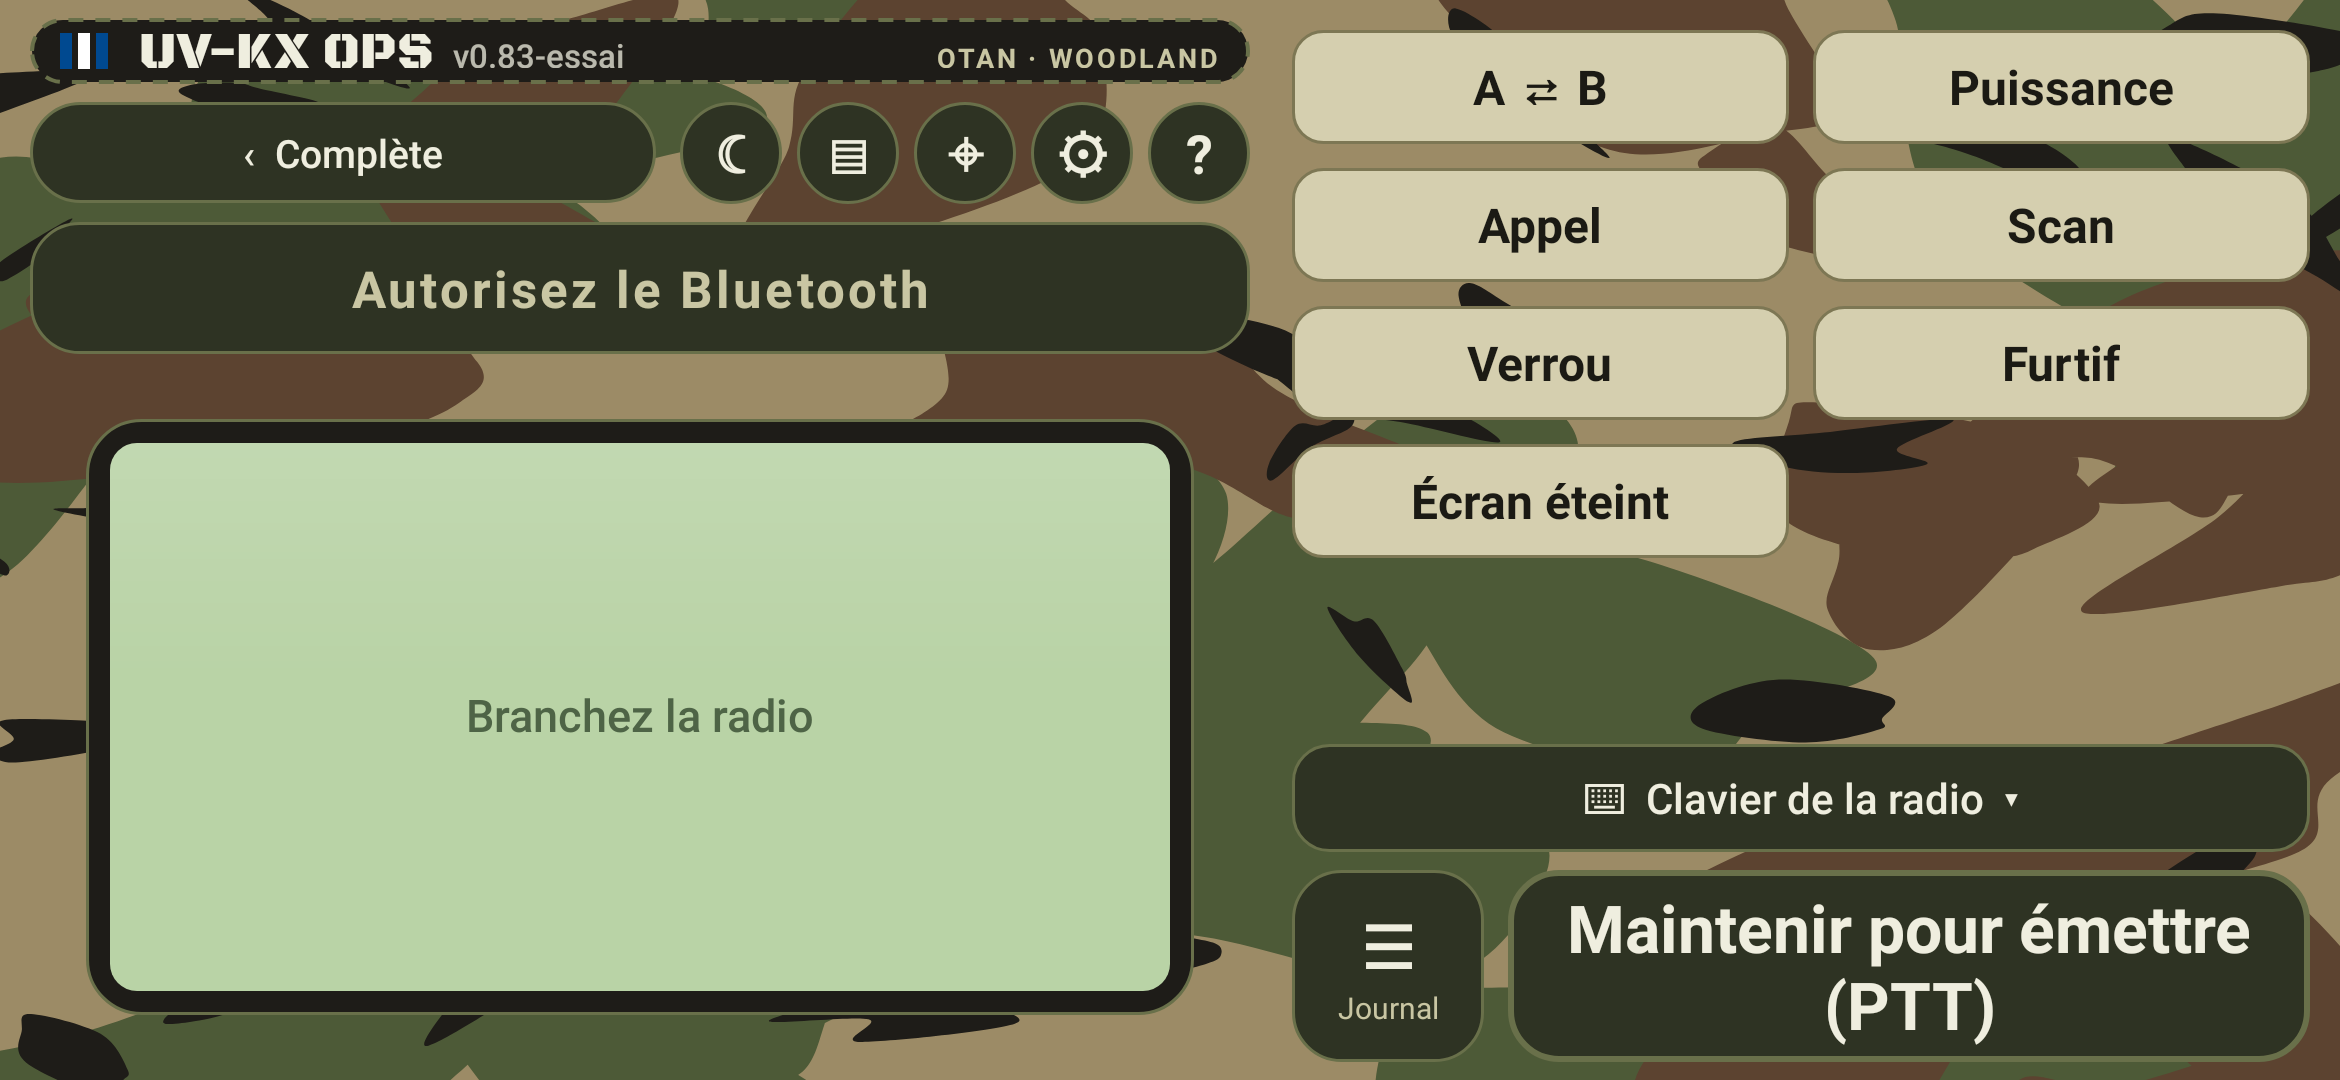 UV-KX OPS v0.83-essai OTAN · WOODLAND
‹ Complète ?
Autorisez le Bluetooth
Branchez la radio
A ⇄ B Puissance
Appel Scan
Verrou Furtif
Écran éteint
Clavier de la radio ▾
Journal
Maintenir pour émettre
(PTT)